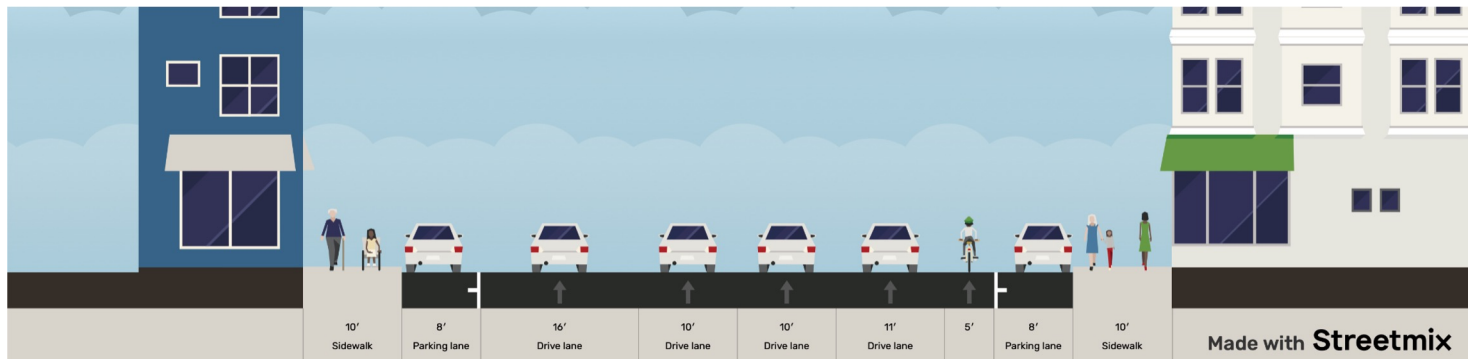 10′ 8′ 16′ 10′ 10′ 11′ 5′ 8′ 10′
Sidewalk Parking lane Drive lane Drive lane Drive lane Drive lane Parking lane Sidewalk
Made with Streetmix